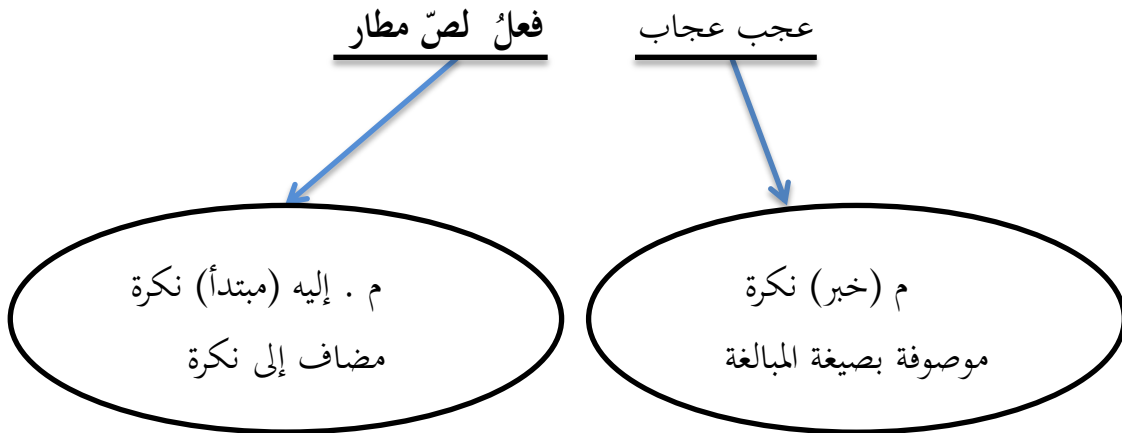 عجب عجاب
فعلُ لصّ مطار
م (خبر) نكرة
موصوفة بصيغة المبالغة
م . إليه (مبتدأ) نكرة
مضاف إلى نكرة